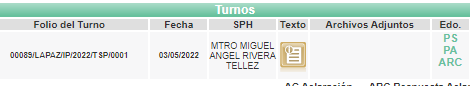 Turnos
Folio del Turno Fecha SPH Texto Archivos Adjuntos Edo.
00089/LAPAZ/IP/2022/TSP/0001 03/05/2022 MTRO MIGUEL ANGEL RIVERA TELLEZ PS
PA
ARC